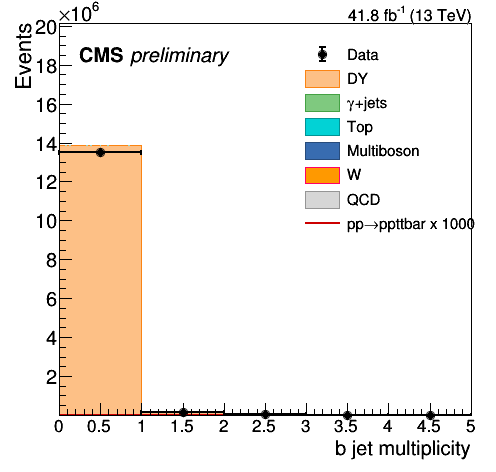 ×10⁶
41.8 fb⁻¹ (13 TeV)
Events
CMS preliminary
Data
DY
γ+jets
Top
Multiboson
W
QCD
pp→ppttbar x 1000
20
18
16
14
12
10
8
6
4
2
0 0.5 1 1.5 2 2.5 3 3.5 4 4.5 5
b jet multiplicity